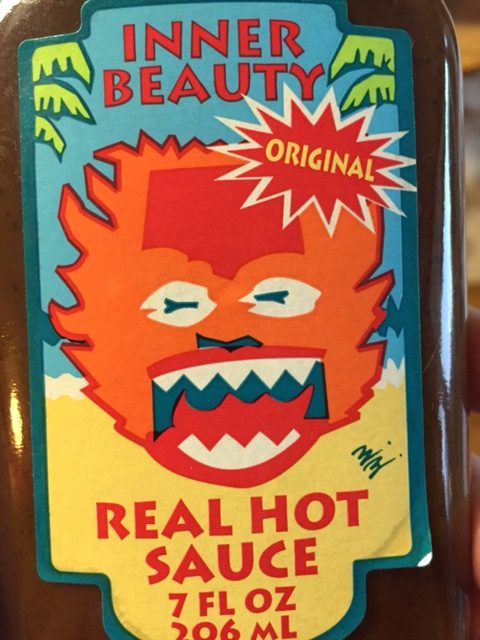 INNER
BEAUTY
ORIGINAL
REAL HOT
SAUCE
7 FL OZ
206 mL